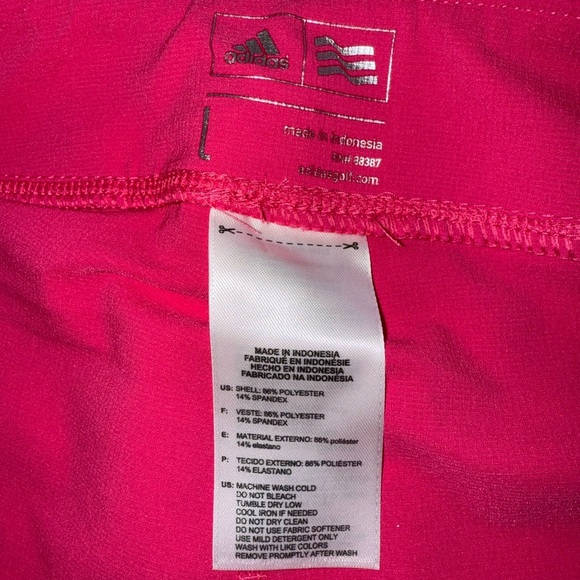 adidas
L
made in indonesia
RN# 88387
adidasgolf.com
MADE IN INDONESIA
FABRIQUÉ EN INDONÉSIE
HECHO EN INDONESIA
FABRICADO NA INDONÉSIA
US: SHELL: 86% POLYESTER
14% SPANDEX
F: VESTE: 86% POLYESTER
14% SPANDEX
E: MATERIAL EXTERNO: 86% poliéster
14% elastano
P: TECIDO EXTERNO: 86% POLIÉSTER
14% ELASTANO
US: MACHINE WASH COLD
DO NOT BLEACH
TUMBLE DRY LOW
COOL IRON IF NEEDED
DO NOT DRY CLEAN
DO NOT USE FABRIC SOFTENER
USE MILD DETERGENT ONLY
WASH WITH LIKE COLORS
REMOVE PROMPTLY AFTER WASH